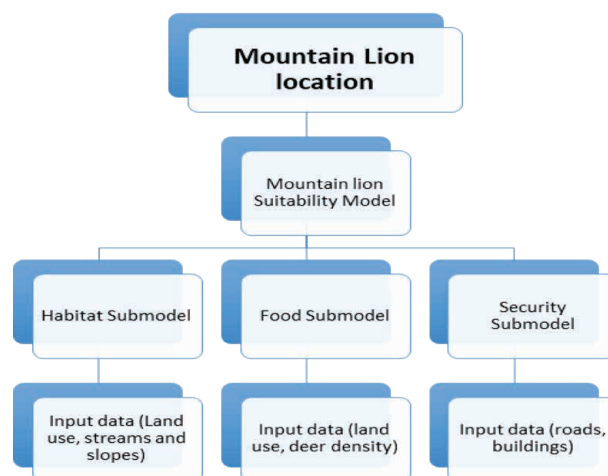 Mountain Lion
location
Mountain lion
Suitability Model
Habitat Submodel
Food Submodel
Security
Submodel
Input data (Land
use, streams and
slopes)
Input data (land
use, deer density)
Input data (roads,
buildings)